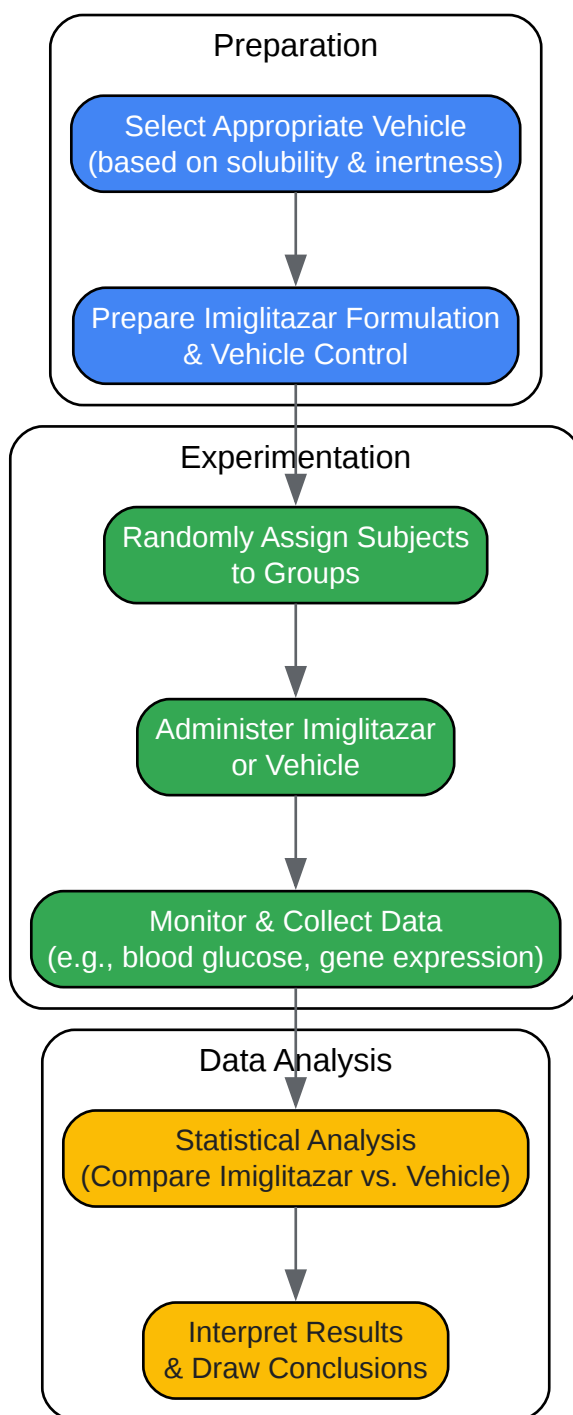 Preparation
Select Appropriate Vehicle
(based on solubility & inertness)
Prepare Imiglitazar Formulation
& Vehicle Control
Experimentation
Randomly Assign Subjects
to Groups
Administer Imiglitazar
or Vehicle
Monitor & Collect Data
(e.g., blood glucose, gene expression)
Data Analysis
Statistical Analysis
(Compare Imiglitazar vs. Vehicle)
Interpret Results
& Draw Conclusions